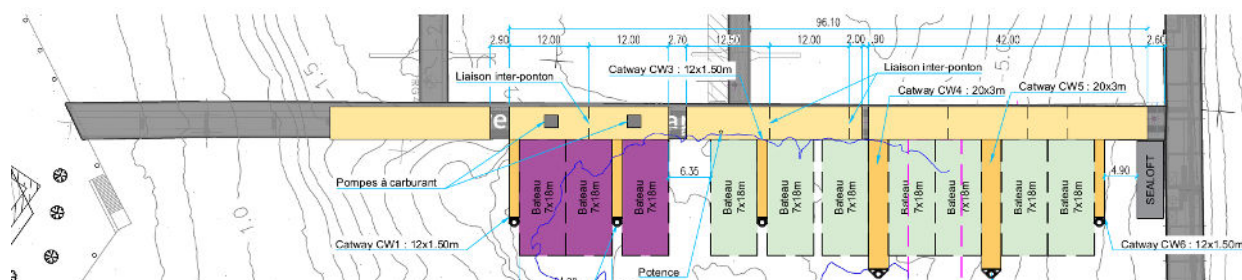 96.10
2.90
12.00
12.00
2.70
12.50
12.00
2.00
.90
42.00
2.60
Catway CW3 : 12x1.50m
Liaison inter-ponton
Liaison inter-ponton
Catway CW4 : 20x3m
Catway CW5 : 20x3m
5.0
e
er
Pompes à carburant
6.35
4.90
SEALOFT
Bateau
7x18m
Bateau
7x18m
Bateau
7x18m
Bateau
7x18m
Bateau
7x18m
Bateau
7x18m
Bateau
7x18m
Bateau
7x18m
Bateau
7x18m
Bateau
7x18m
Catway CW1 : 12x1.50m
Potence
Catway CW6 : 12x1.50m